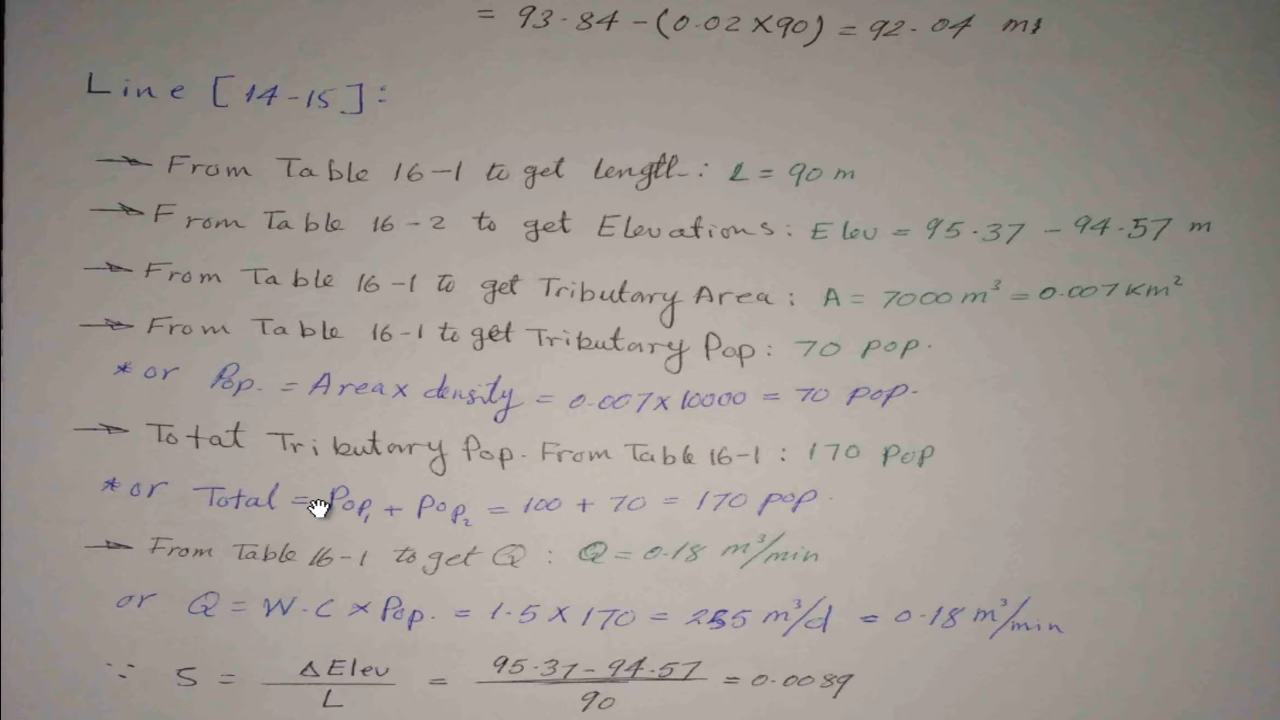 = 93.84 - (0.02 × 90) = 92.04 ms
Line [14-15]:
→ From Table 16-1 to get length: L = 90 m
→ From Table 16-2 to get Elevations: Elev = 95.37 - 94.57 m
→ From Table 16-1 to get Tributary Area: A = 7000 m³ = 0.007 Km²
→ From Table 16-1 to get Tributary Pop: 70 pop.
* or Pop. = Area x density = 0.007 x 10000 = 70 pop.
→ Totat Tributary Pop. From Table 16-1 : 170 pop
* or Total = Pop₁ + Pop₂ = 100 + 70 = 170 pop.
→ From Table 16-1 to get Q : Q = 0.18 m³/min
or Q = W.C × Pop. = 1.5 × 170 = 255 m³/d = 0.18 m³/min
∵ S = ΔElev / L = 95.37 - 94.57 / 90 = 0.0089